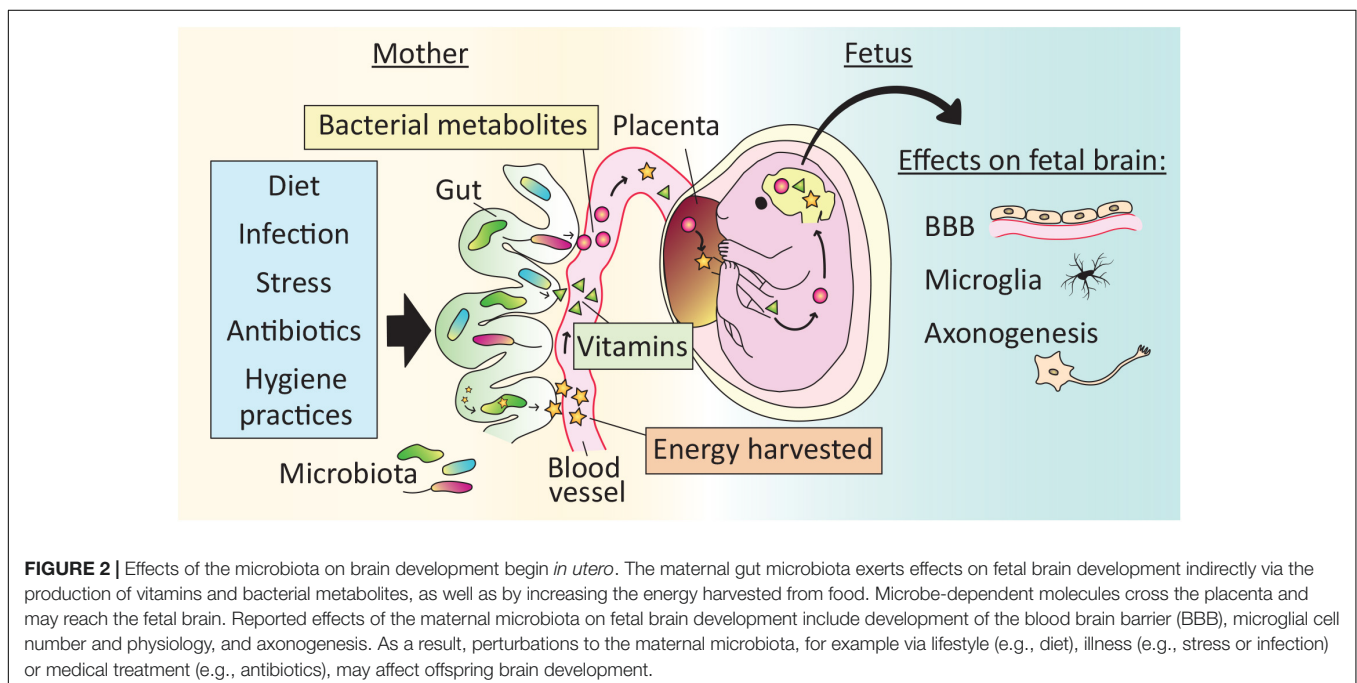 Mother
Fetus
Bacterial metabolites
Placenta
Diet
Infection
Stress
Antibiotics
Hygiene
practices
Gut
Vitamins
Energy harvested
Microbiota
Blood
vessel
Effects on fetal brain:
BBB
Microglia
Axonogenesis
FIGURE 2 | Effects of the microbiota on brain development begin in utero. The maternal gut microbiota exerts effects on fetal brain development indirectly via the
production of vitamins and bacterial metabolites, as well as by increasing the energy harvested from food. Microbe-dependent molecules cross the placenta and
may reach the fetal brain. Reported effects of the maternal microbiota on fetal brain development include development of the blood brain barrier (BBB), microglial cell
number and physiology, and axonogenesis. As a result, perturbations to the maternal microbiota, for example via lifestyle (e.g., diet), illness (e.g., stress or infection)
or medical treatment (e.g., antibiotics), may affect offspring brain development.